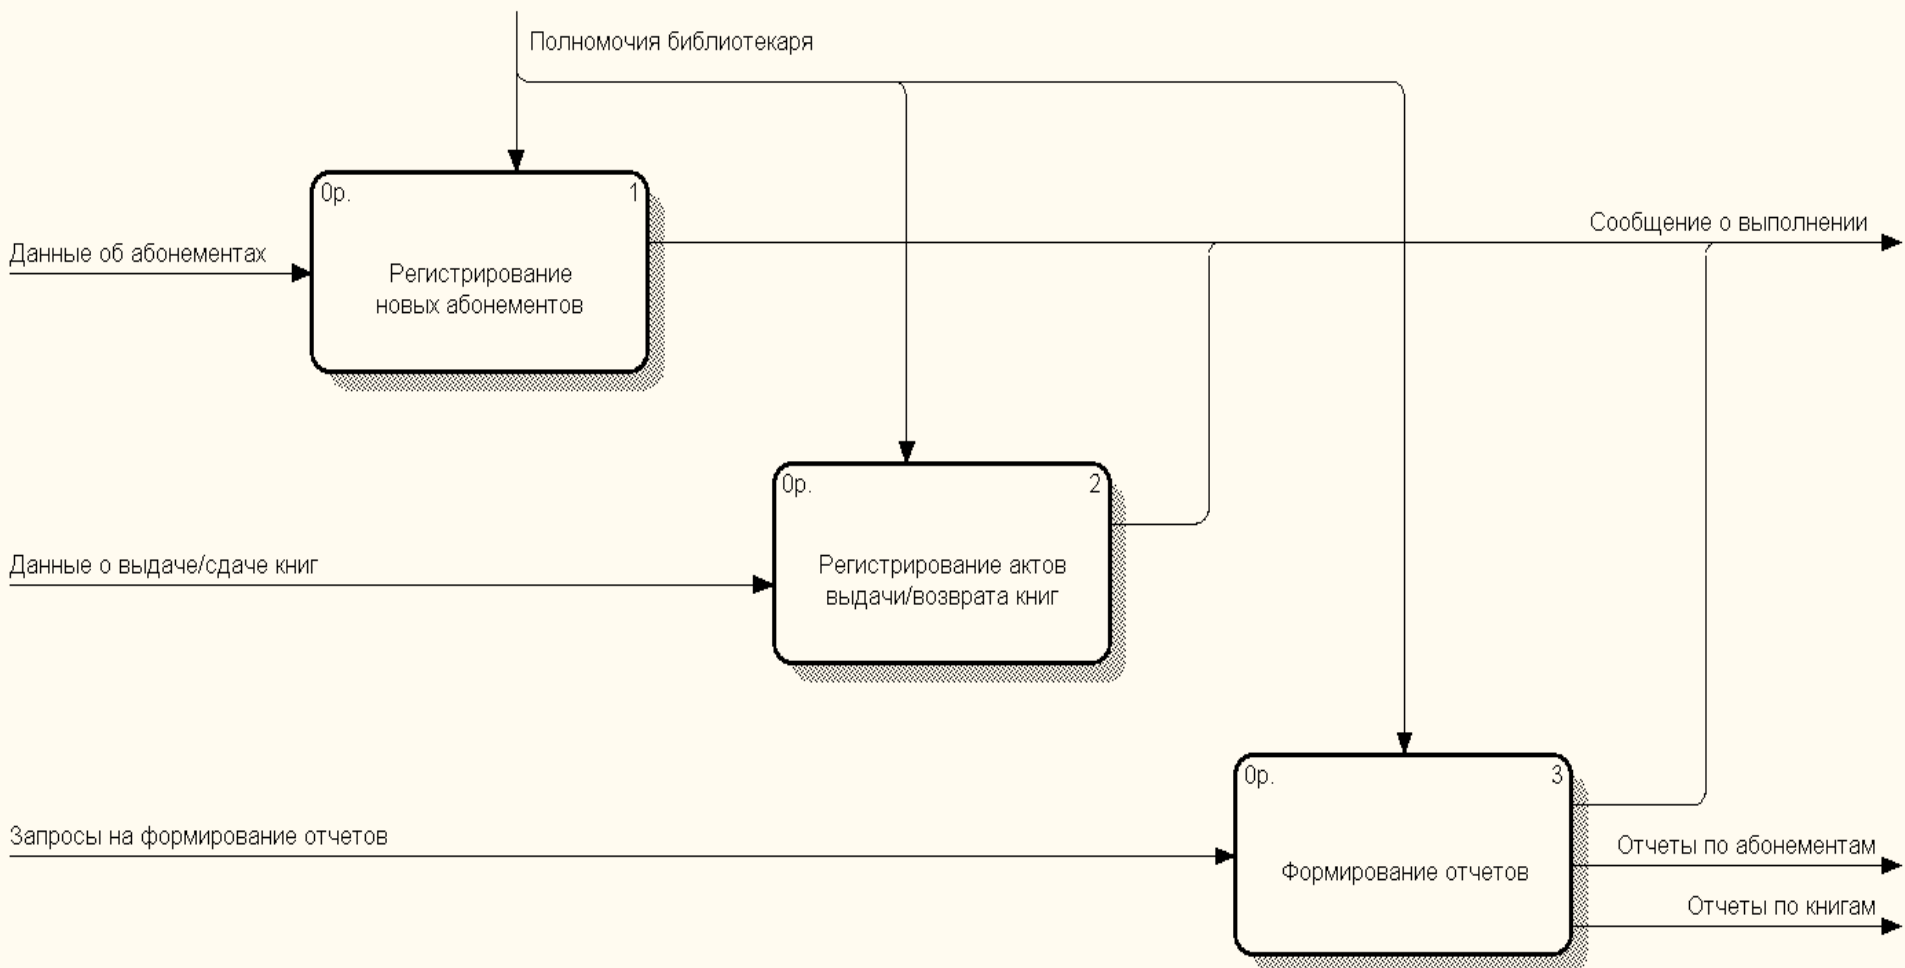 Полномочия библиотекаря
0р. 1
Сообщение о выполнении
Данные об абонементах
Регистрирование
новых абонементов
0р. 2
Данные о выдаче/сдаче книг
Регистрирование актов
выдачи/возврата книг
0р. 3
Запросы на формирование отчетов
Отчеты по абонементам
Формирование отчетов
Отчеты по книгам